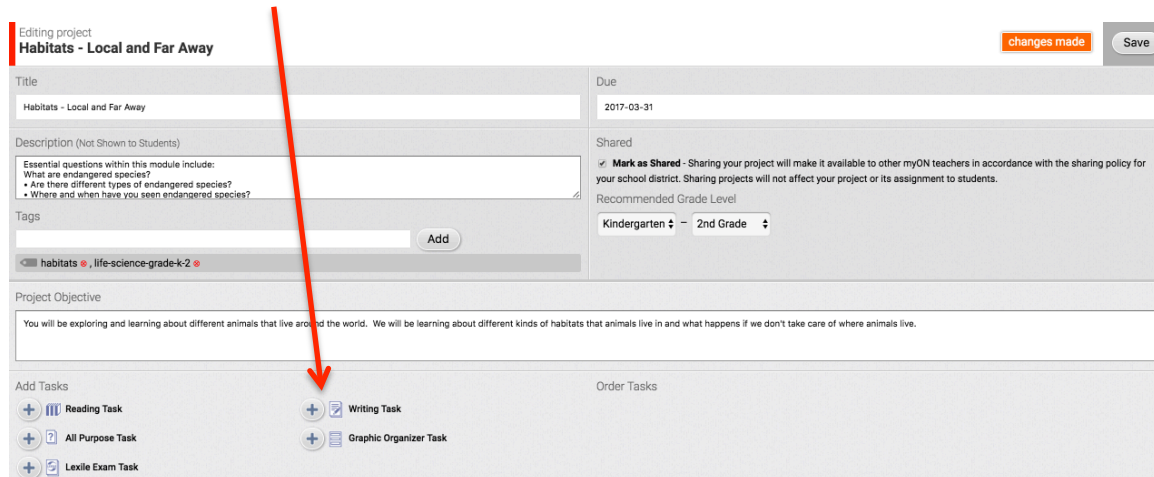 Editing project
Habitats - Local and Far Away
changes made
Save
Title
Habitats - Local and Far Away
Due
2017-03-31
Description (Not Shown to Students)
Essential questions within this module include:
What are endangered species?
• Are there different types of endangered species?
• Where and when have you seen endangered species?
Shared
Mark as Shared - Sharing your project will make it available to other myON teachers in accordance with the sharing policy for
your school district. Sharing projects will not affect your project or its assignment to students.
Recommended Grade Level
Kindergarten – 2nd Grade
Tags
Add
habitats , life-science-grade-k-2
Project Objective
You will be exploring and learning about different animals that live around the world. We will be learning about different kinds of habitats that animals live in and what happens if we don't take care of where animals live.
Add Tasks
Reading Task
Writing Task
All Purpose Task
Graphic Organizer Task
Lexile Exam Task
Order Tasks